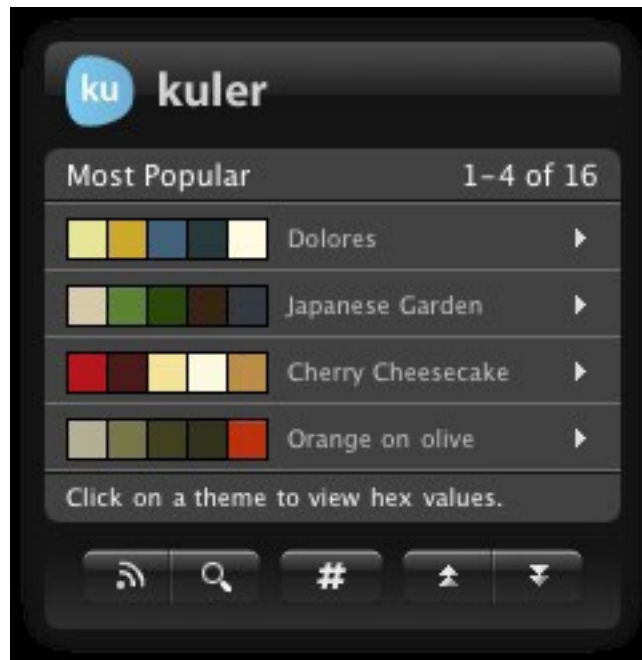 ku kuler
Most Popular 1-4 of 16
Dolores
Japanese Garden
Cherry Cheesecake
Orange on olive
Click on a theme to view hex values.
#